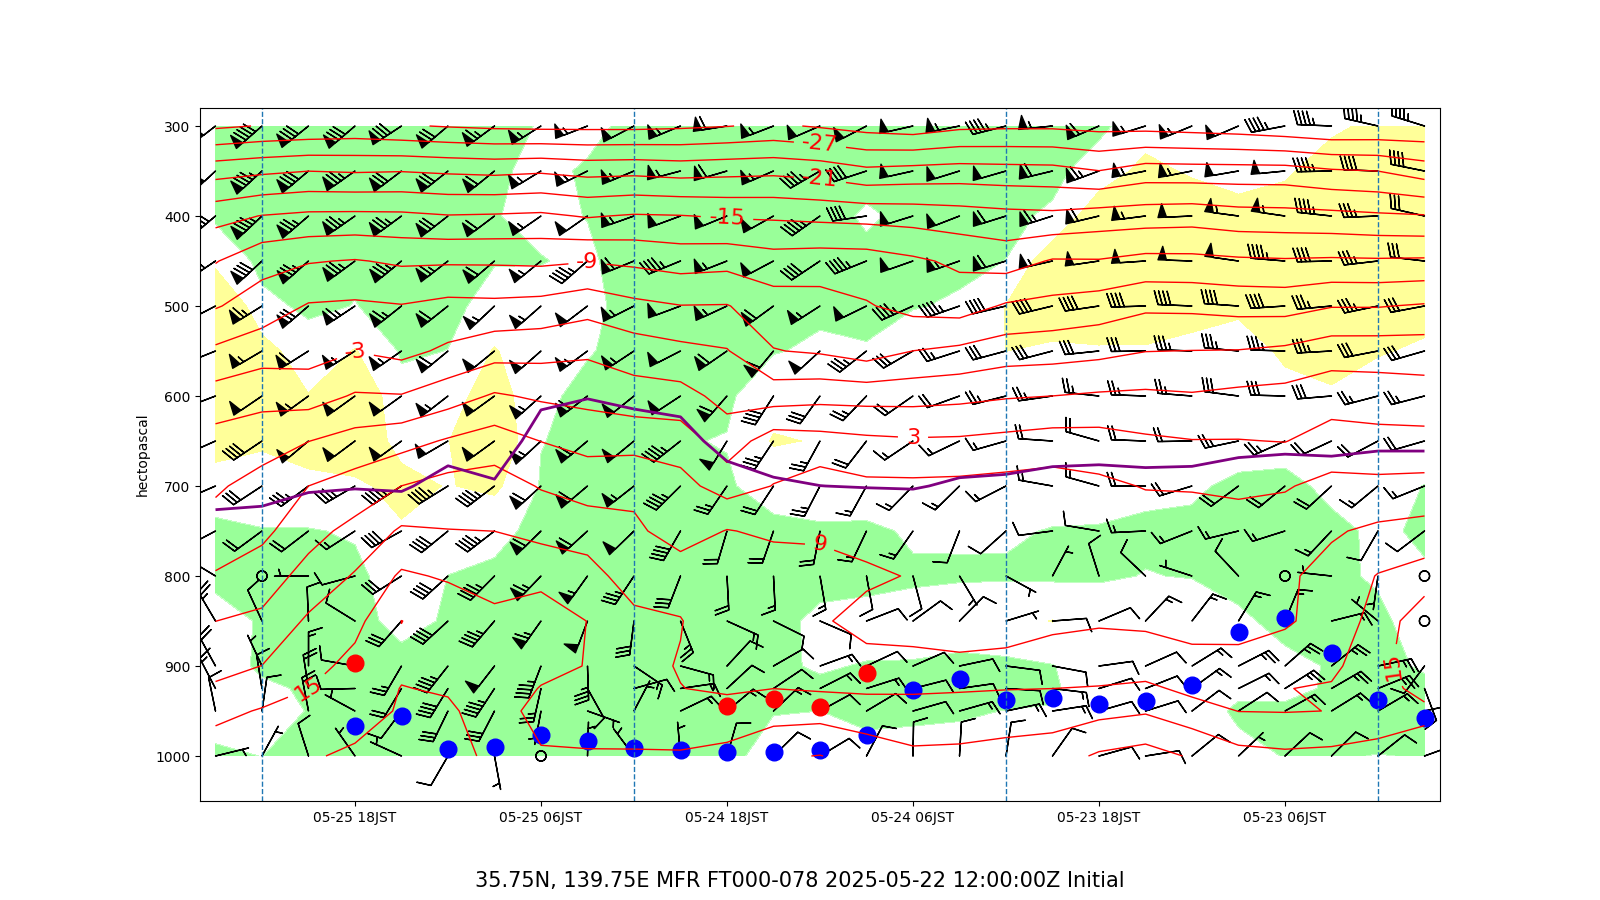 300
400
500
600
700
800
900
1000
hectopascal
-27
-21
-15
-9
-3
3
9
15
15
05-25 18JST
05-25 06JST
05-24 18JST
05-24 06JST
05-23 18JST
05-23 06JST
35.75N, 139.75E MFR FT000-078 2025-05-22 12:00:00Z Initial